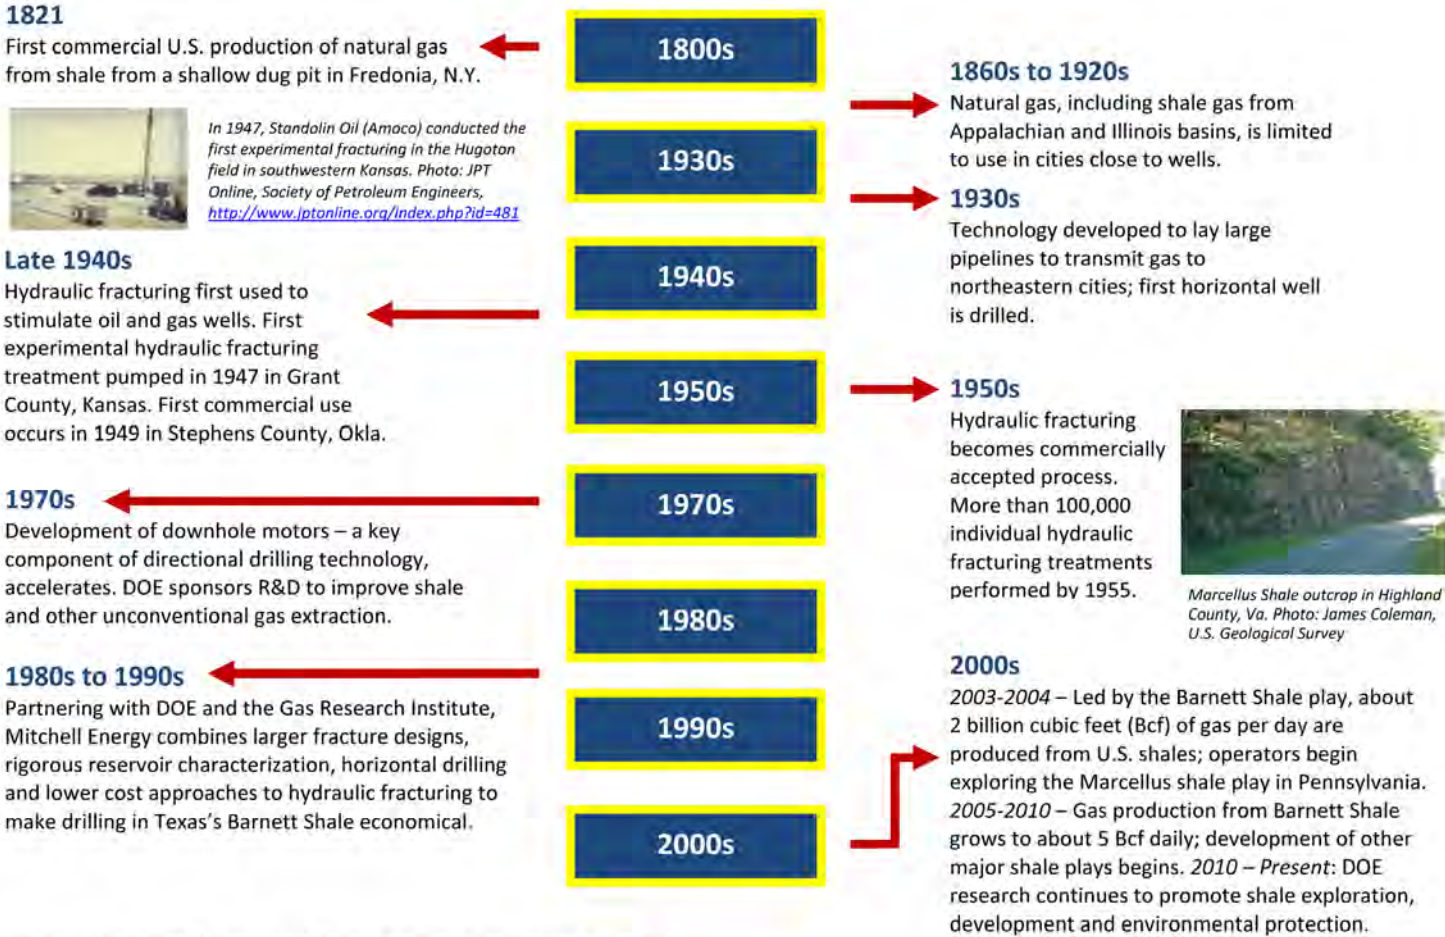 1821
First commercial U.S. production of natural gas
from shale from a shallow dug pit in Fredonia, N.Y.
In 1947, Standolin Oil (Amoco) conducted the
first experimental fracturing in the Hugoton
field in southwestern Kansas. Photo: JPT
Online, Society of Petroleum Engineers,
http://www.jptonline.org/index.php?id=481
Late 1940s
Hydraulic fracturing first used to
stimulate oil and gas wells. First
experimental hydraulic fracturing
treatment pumped in 1947 in Grant
County, Kansas. First commercial use
occurs in 1949 in Stephens County, Okla.
1970s
Development of downhole motors – a key
component of directional drilling technology,
accelerates. DOE sponsors R&D to improve shale
and other unconventional gas extraction.
1980s to 1990s
Partnering with DOE and the Gas Research Institute,
Mitchell Energy combines larger fracture designs,
rigorous reservoir characterization, horizontal drilling
and lower cost approaches to hydraulic fracturing to
make drilling in Texas's Barnett Shale economical.
1800s
1930s
1940s
1950s
1970s
1980s
1990s
2000s
1860s to 1920s
Natural gas, including shale gas from
Appalachian and Illinois basins, is limited
to use in cities close to wells.
1930s
Technology developed to lay large
pipelines to transmit gas to
northeastern cities; first horizontal well
is drilled.
1950s
Hydraulic fracturing
becomes commercially
accepted process.
More than 100,000
individual hydraulic
fracturing treatments
performed by 1955.
Marcellus Shale outcrop in Highland
County, Va. Photo: James Coleman,
U.S. Geological Survey
2000s
2003-2004 – Led by the Barnett Shale play, about
2 billion cubic feet (Bcf) of gas per day are
produced from U.S. shales; operators begin
exploring the Marcellus shale play in Pennsylvania.
2005-2010 – Gas production from Barnett Shale
grows to about 5 Bcf daily; development of other
major shale plays begins. 2010 – Present: DOE
research continues to promote shale exploration,
development and environmental protection.